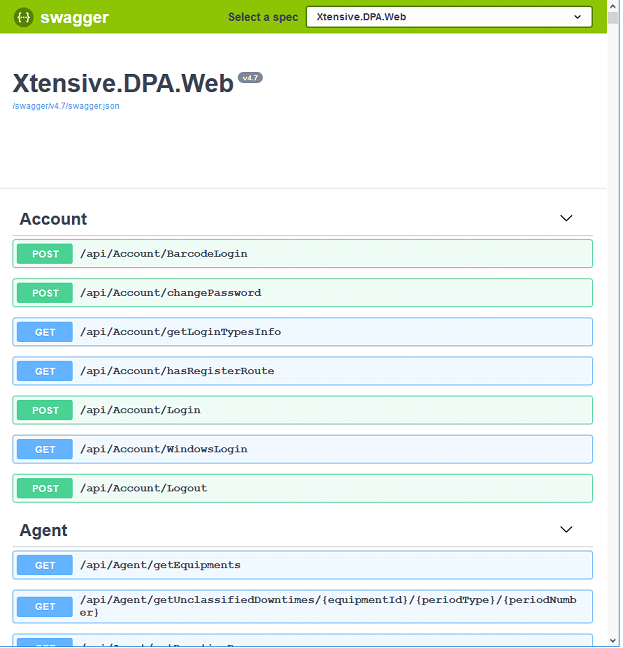 swagger
Select a spec
Xtensive.DPA.Web
Xtensive.DPA.Web v4.7
/swagger/v4.7/swagger.json
Account
POST /api/Account/BarcodeLogin
POST /api/Account/changePassword
GET /api/Account/getLoginTypesInfo
GET /api/Account/hasRegisterRoute
POST /api/Account/Login
GET /api/Account/WindowsLogin
POST /api/Account/Logout
Agent
GET /api/Agent/getEquipments
GET /api/Agent/getUnclassifiedDowntimes/{equipmentId}/{periodType}/{periodNumb
er}